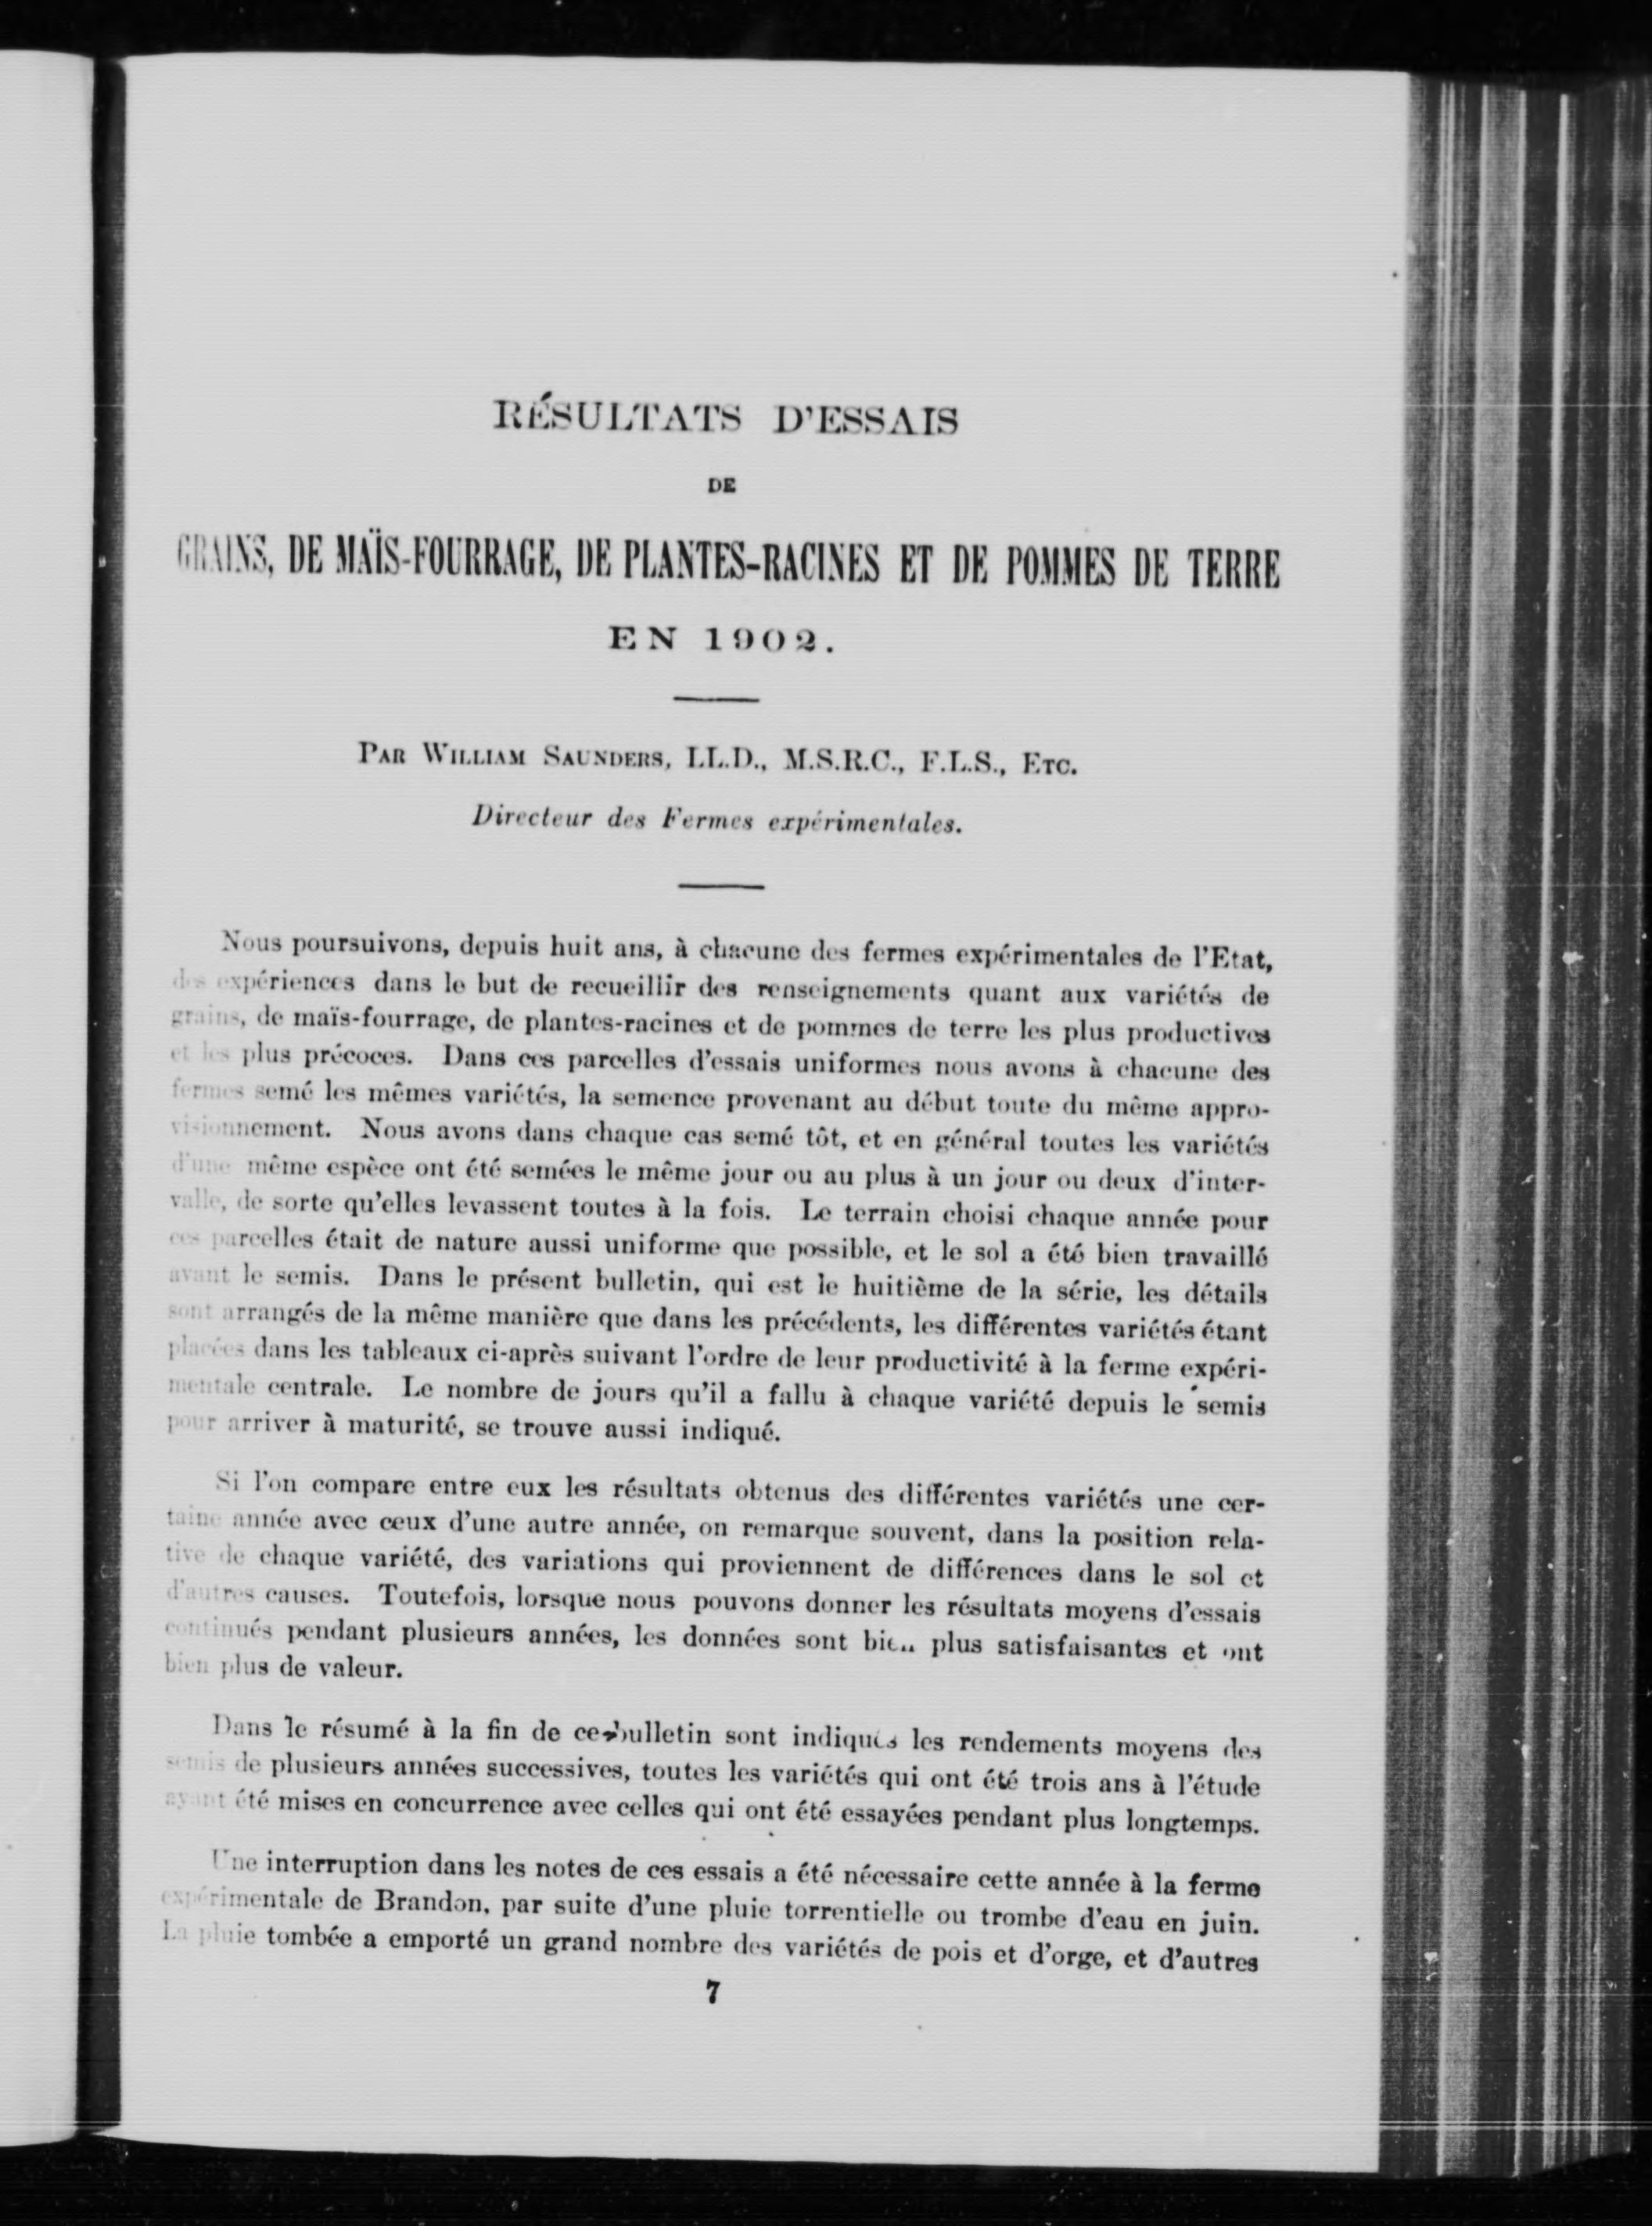 RÉSULTATS D'ESSAIS
DE
GRAINS, DE MAÏS-FOURRAGE, DE PLANTES-RACINES ET DE POMMES DE TERRE
EN 1902.
PAR WILLIAM SAUNDERS, LL.D., M.S.R.C., F.L.S., ETC.
Directeur des Fermes expérimentales.
Nous poursuivons, depuis huit ans, à chacune des fermes expérimentales de l'Etat,
des expériences dans le but de recueillir des renseignements quant aux variétés de
grains, de maïs-fourrage, de plantes-racines et de pommes de terre les plus productives
et les plus précoces. Dans ces parcelles d'essais uniformes nous avons à chacune des
fermes semé les mêmes variétés, la semence provenant au début toute du même appro-
visionnement. Nous avons dans chaque cas semé tôt, et en général toutes les variétés
d'une même espèce ont été semées le même jour ou au plus à un jour ou deux d'inter-
valle, de sorte qu'elles levassent toutes à la fois. Le terrain choisi chaque année pour
ces parcelles était de nature aussi uniforme que possible, et le sol a été bien travaillé
avant le semis. Dans le présent bulletin, qui est le huitième de la série, les détails
sont arrangés de la même manière que dans les précédents, les différentes variétés étant
placées dans les tableaux ci-après suivant l'ordre de leur productivité à la ferme expéri-
mentale centrale. Le nombre de jours qu'il a fallu à chaque variété depuis le semis
pour arriver à maturité, se trouve aussi indiqué.
Si l'on compare entre eux les résultats obtenus des différentes variétés une cer-
taine année avec ceux d'une autre année, on remarque souvent, dans la position rela-
tive de chaque variété, des variations qui proviennent de différences dans le sol et
d'autres causes. Toutefois, lorsque nous pouvons donner les résultats moyens d'essais
continués pendant plusieurs années, les données sont bien plus satisfaisantes et ont
bien plus de valeur.
Dans le résumé à la fin de ce bulletin sont indiqués les rendements moyens des
semis de plusieurs années successives, toutes les variétés qui ont été trois ans à l'étude
ayant été mises en concurrence avec celles qui ont été essayées pendant plus longtemps.
Une interruption dans les notes de ces essais a été nécessaire cette année à la ferme
expérimentale de Brandon, par suite d'une pluie torrentielle ou trombe d'eau en juin.
La pluie tombée a emporté un grand nombre des variétés de pois et d'orge, et d'autres
7